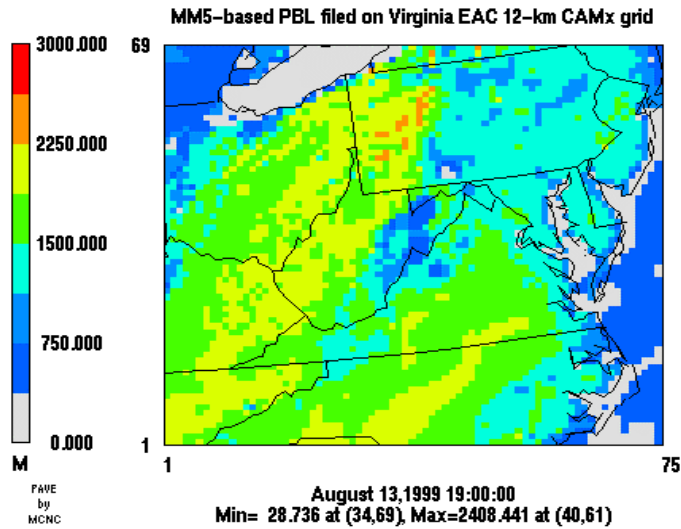 MM5-based PBL filed on Virginia EAC 12-km CAMx grid
3000.000
2250.000
1500.000
750.000
0.000
M
PAVE
by
MCNC
69
1
1
75
August 13,1999 19:00:00
Min= 28.736 at (34,69), Max=2408.441 at (40,61)